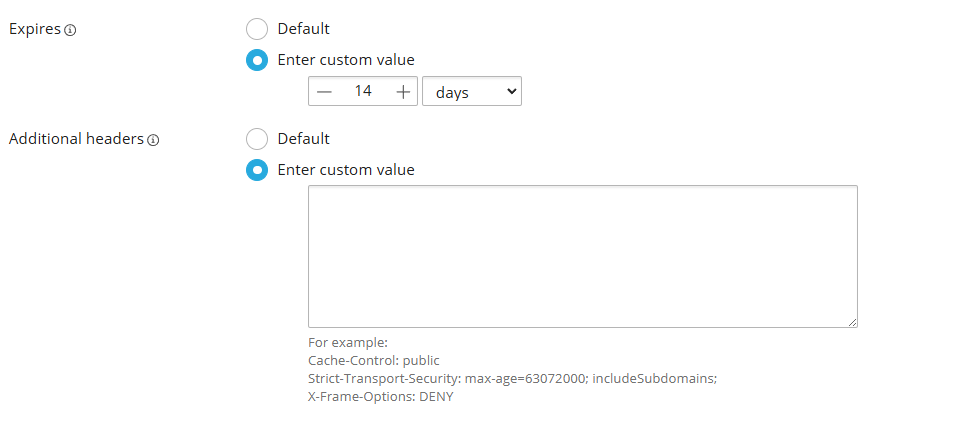 Expires
Default
Enter custom value
14
days
Additional headers
Default
Enter custom value
For example:
Cache-Control: public
Strict-Transport-Security: max-age=63072000; includeSubdomains;
X-Frame-Options: DENY